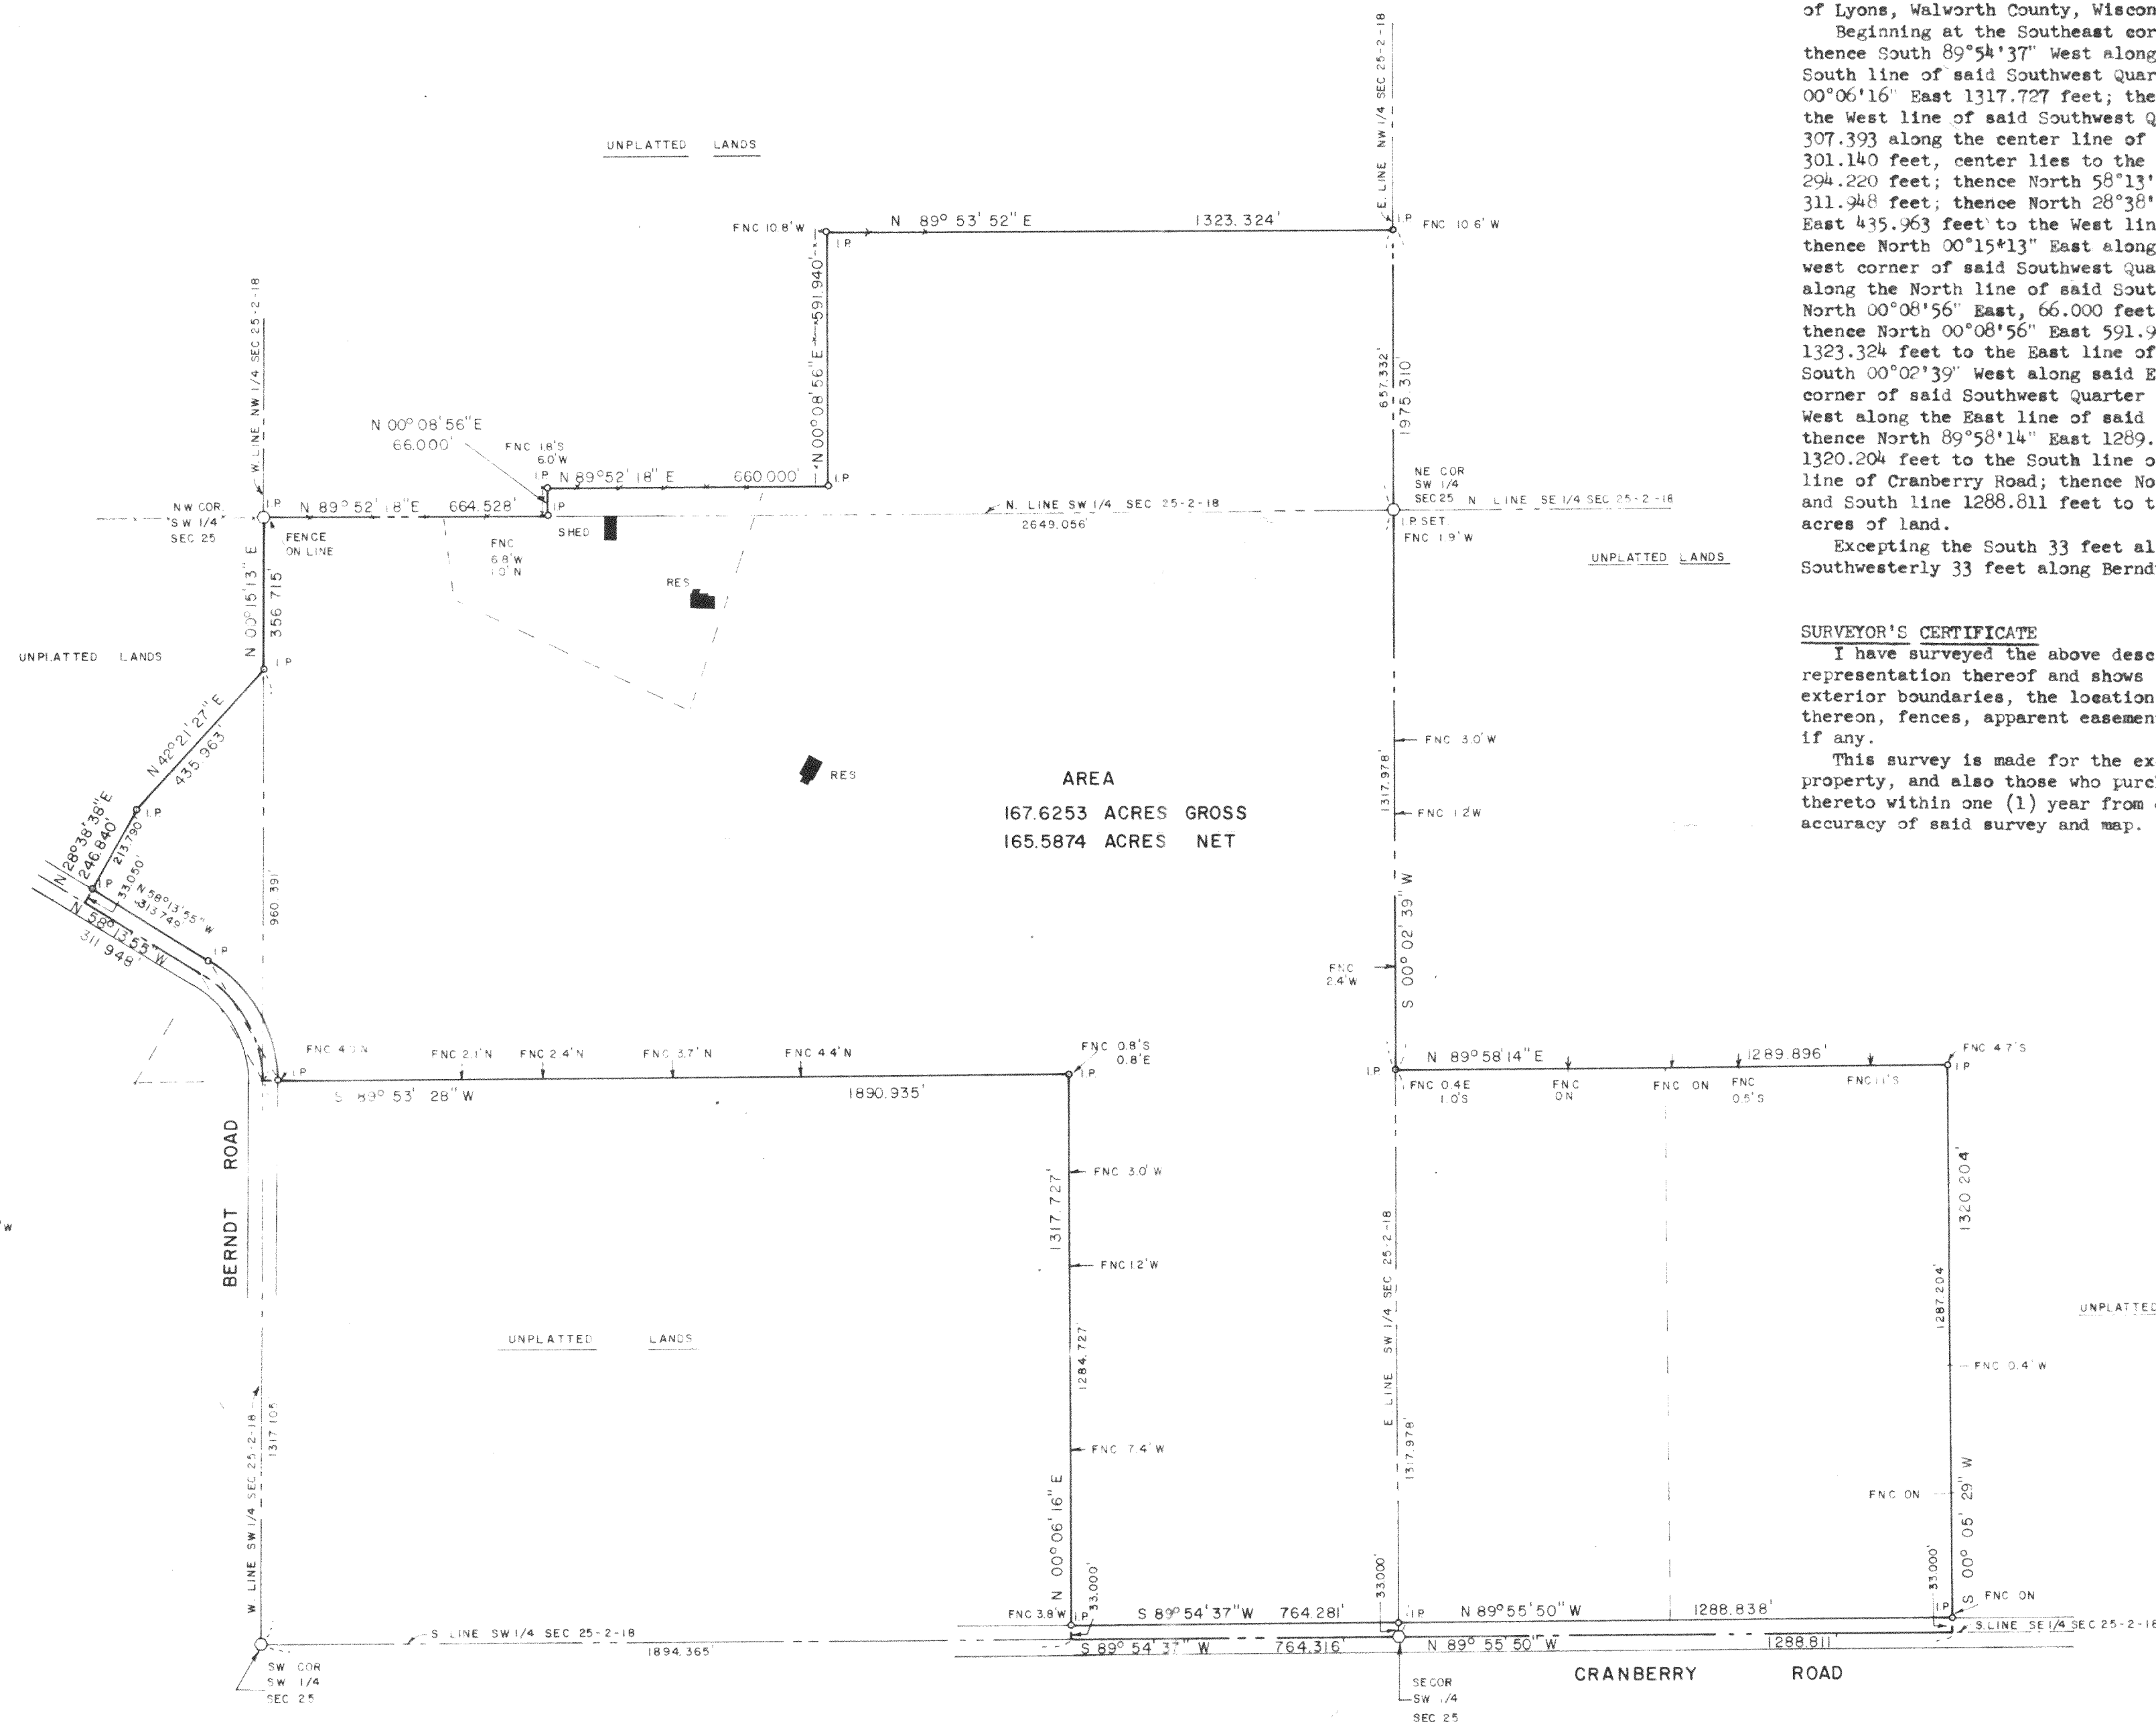 E. LINE NW 1/4 SEC 25-2-18
UNPLATTED LANDS
FNC 10.8'W
I.P.
N 89° 53' 52" E 1323.324'
I.P.
FNC 10.6' W
W. LINE NW 1/4 SEC 25-2-18
N 00° 08' 56" E
591.940'
657.332'
1975.310'
N 00° 08' 56" E
66.000'
FNC 1.8'S
6.0'W
I.P.
N 89° 52' 18" E 660.000'
I.P.
NW COR
SW 1/4
SEC 25
I.P.
N 89° 52' 18" E 664.528'
I.P.
SHED
FENCE
ON LINE
FNC
6.8'W
1.0'N
N. LINE SW 1/4 SEC 25-2-18
2649.056'
NE COR
SW 1/4
SEC 25
N LINE SE 1/4 SEC 25-2-18
I.P. SET
FNC 1.9' W
UNPLATTED LANDS
RES
N 00° 15' 13" E
356.715'
UNPLATTED LANDS
I.P.
N 42° 21' 27" E
435.963'
I.P.
RES
AREA
167.6253 ACRES GROSS
165.5874 ACRES NET
FNC 3.0'W
1317.978'
FNC 1.2'W
N 28° 38' 38" E
246.840'
213.790'
33.050'
I.P.
N 58° 13' 55" W
313.749'
N 58° 13' 55" W
311.948'
I.P.
960.391'
S 00° 02' 39" W
FNC
2.4'W
I.P.
FNC 2.1'N
FNC 2.4'N
FNC 3.7'N
FNC 4.4'N
FNC 0.8'S
0.8'E
I.P.
S 89° 53' 28" W 1890.935'
I.P.
N 89° 58' 14" E 1289.896'
FNC 4.7'S
I.P.
FNC 0.4E
1.0'S
FNC
ON
FNC ON
FNC
0.5'S
FNC 1.1'S
BERNDT ROAD
1317.727'
FNC 3.0' W
FNC 1.2'W
1284.727'
FNC 7.4' W
N 00° 06' 16" E
E LINE SW 1/4 SEC 25-2-18
1317.978'
1320.204'
1287.204'
UNPLATTED
FNC 0.4' W
FNC ON
S 00° 05' 29" W
FNC ON
UNPLATTED LANDS
W. LINE SW 1/4 SEC 25-2-18
1317.105'
FNC 3.8'W
I.P.
33.000'
S 89° 54' 37" W 764.281'
33.000'
I.P.
N 89° 55' 50" W 1288.838'
33.000'
I.P.
S LINE SW 1/4 SEC 25-2-18
1894.365'
S 89° 54' 37" W 764.316'
N 89° 55' 50" W 1288.811'
S. LINE SE 1/4 SEC 25-2-18
SW COR
SW 1/4
SEC 25
SE COR
SW 1/4
SEC 25
CRANBERRY ROAD
of Lyons, Walworth County, Wiscon
Beginning at the Southeast cor
thence South 89°54'37" West along
South line of said Southwest Quar
00°06'16" East 1317.727 feet; the
the West line of said Southwest Q
307.393 along the center line of
301.140 feet, center lies to the
294.220 feet; thence North 58°13'
311.948 feet; thence North 28°38'
East 435.963 feet to the West lin
thence North 00°15'13" East along
west corner of said Southwest Qua
along the North line of said Sout
North 00°08'56" East, 66.000 feet
thence North 00°08'56" East 591.9
1323.324 feet to the East line of
South 00°02'39" West along said E
corner of said Southwest Quarter
West along the East line of said
thence North 89°58'14" East 1289.
1320.204 feet to the South line o
line of Cranberry Road; thence No
and South line 1288.811 feet to t
acres of land.
Excepting the South 33 feet al
Southwesterly 33 feet along Bernd
SURVEYOR'S CERTIFICATE
I have surveyed the above desc
representation thereof and shows
exterior boundaries, the location
thereon, fences, apparent easemen
if any.
This survey is made for the ex
property, and also those who purc
thereto within one (1) year from
accuracy of said survey and map.